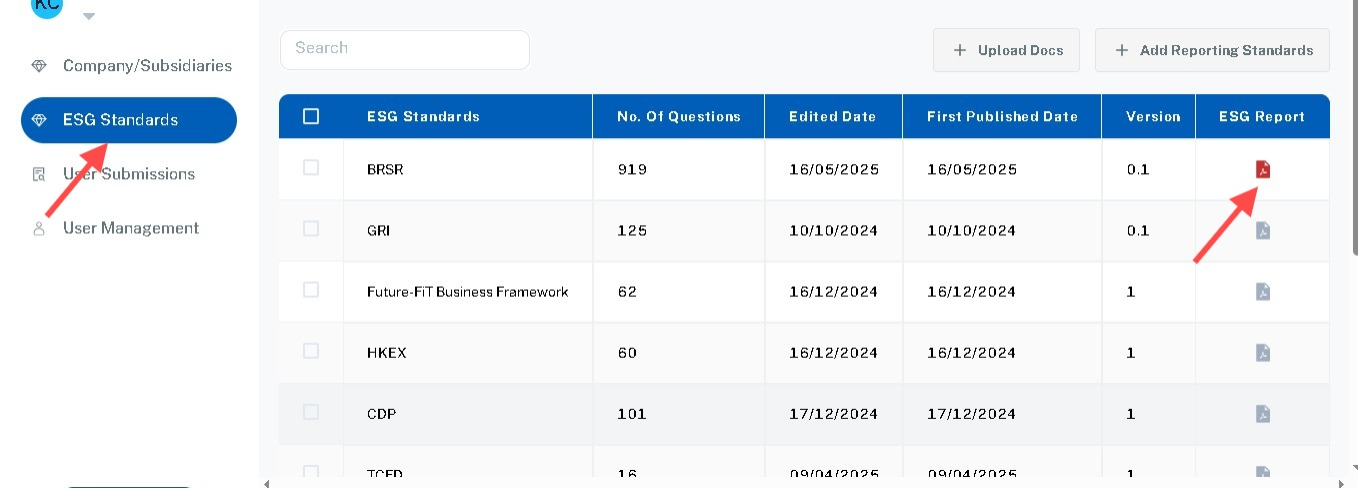 KC
Company/Subsidiaries
ESG Standards
User Submissions
User Management
Search
+ Upload Docs
+ Add Reporting Standards
ESG Standards No. Of Questions Edited Date First Published Date Version ESG Report
BRSR 919 16/05/2025 16/05/2025 0.1
GRI 125 10/10/2024 10/10/2024 0.1
Future-FiT Business Framework 62 16/12/2024 16/12/2024 1
HKEX 60 16/12/2024 16/12/2024 1
CDP 101 17/12/2024 17/12/2024 1
TCFD 16 09/04/2025 09/04/2025 1